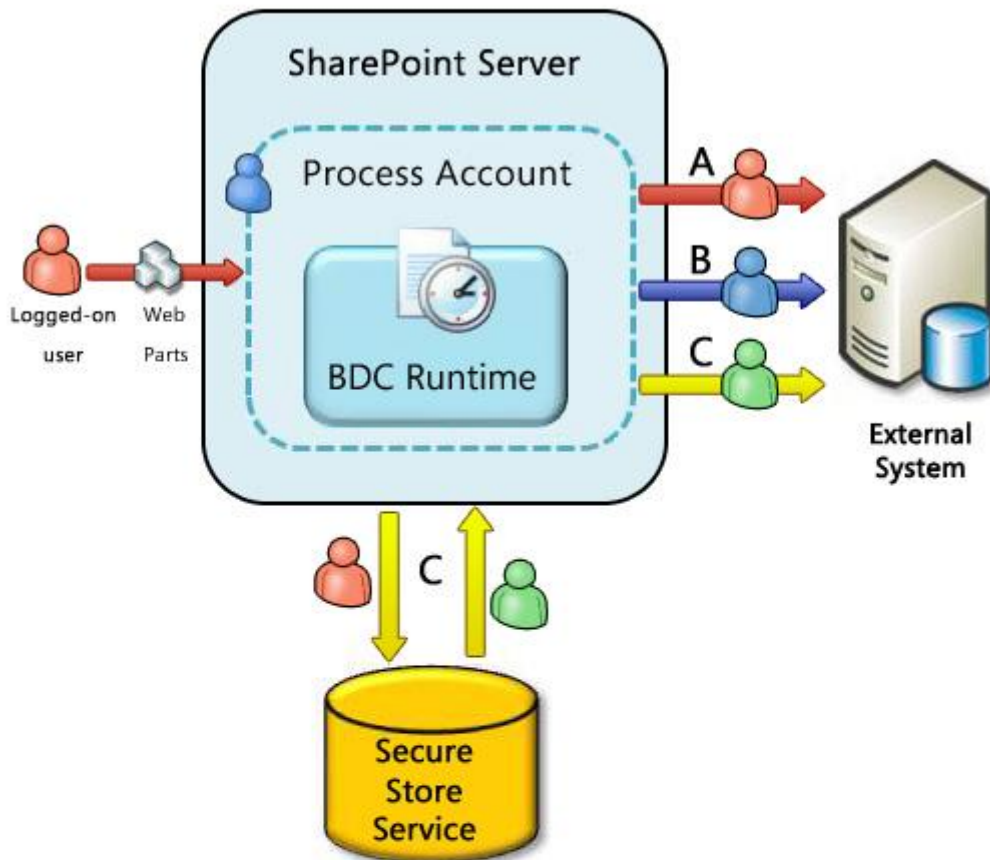 SharePoint Server
Process Account
A
B
C
BDC Runtime
Logged-on
user
Web
Parts
External
System
C
Secure
Store
Service